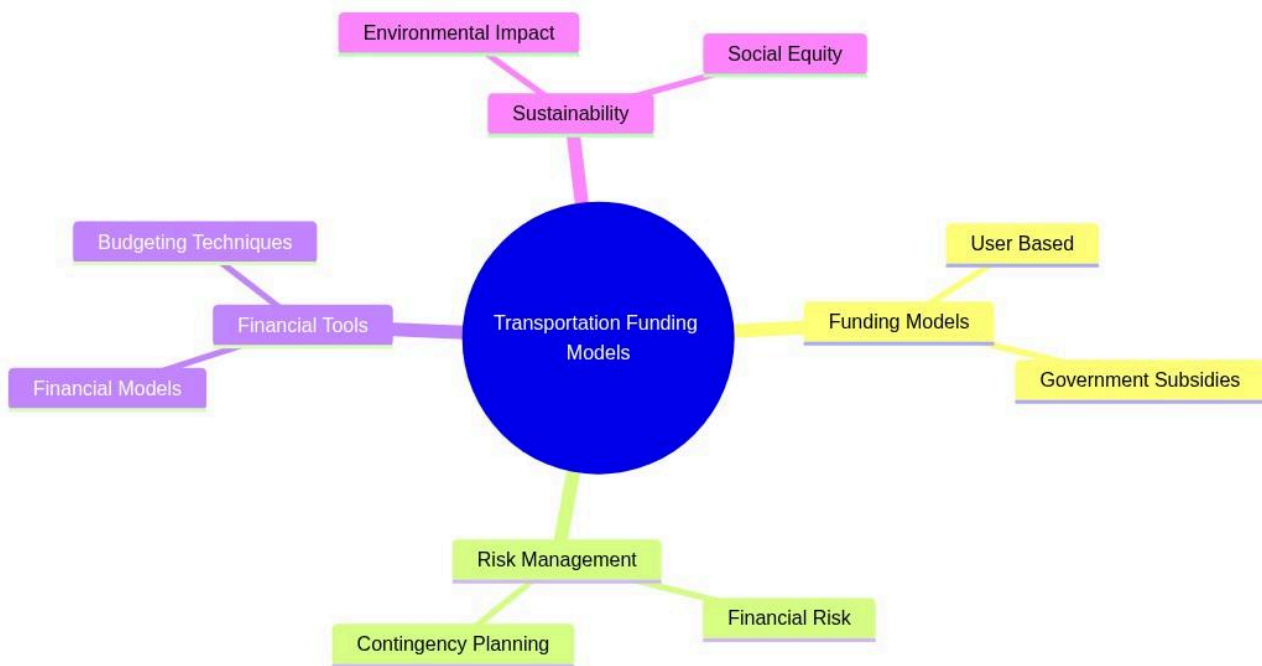 Environmental Impact
Social Equity
Sustainability
Budgeting Techniques
User Based
Financial Tools
Transportation Funding
Models
Funding Models
Financial Models
Government Subsidies
Risk Management
Financial Risk
Contingency Planning